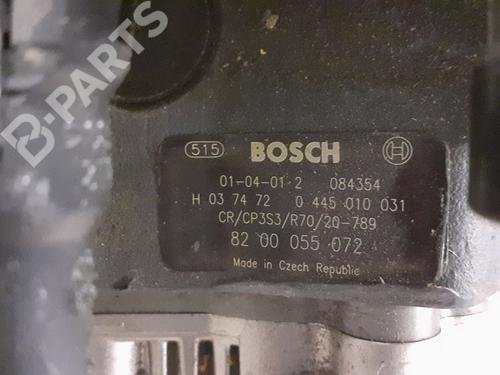 B-PARTS
515 BOSCH
01-04-01 2 084354
H 03 74 72 0 445 010 031
CR/CP3S3/R70/20-789
82 00 055 072
Made in Czech Republic
B-PARTS